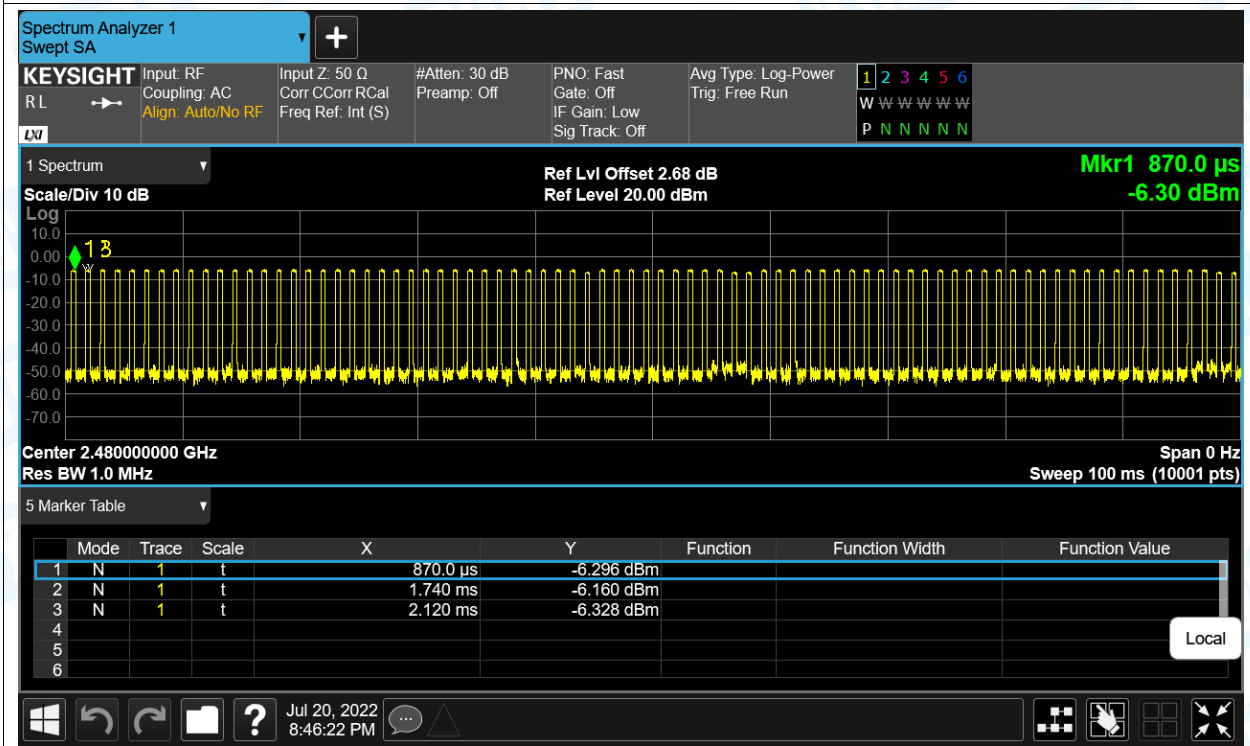 Spectrum Analyzer 1
Swept SA
+
KEYSIGHT Input: RF Input Z: 50 Ω #Atten: 30 dB PNO: Fast Avg Type: Log-Power 1 2 3 4 5 6
R L Coupling: AC Corr CCorr RCal Preamp: Off Gate: Off Trig: Free Run W W W W W W
Align: Auto/No RF Freq Ref: Int (S) IF Gain: Low
LXI Sig Track: Off P N N N N N
1 Spectrum Ref Lvl Offset 2.68 dB Mkr1 870.0 µs
Scale/Div 10 dB Ref Level 20.00 dBm -6.30 dBm
Log
10.0
0.00 1 3
-10.0
-20.0
-30.0
-40.0
-50.0
-60.0
-70.0
Center 2.480000000 GHz Span 0 Hz
Res BW 1.0 MHz Sweep 100 ms (10001 pts)
5 Marker Table
Mode Trace Scale X Y Function Function Width Function Value
1 N 1 t 870.0 µs -6.296 dBm
2 N 1 t 1.740 ms -6.160 dBm
3 N 1 t 2.120 ms -6.328 dBm
4
5
6
Local
? Jul 20, 2022
8:46:22 PM